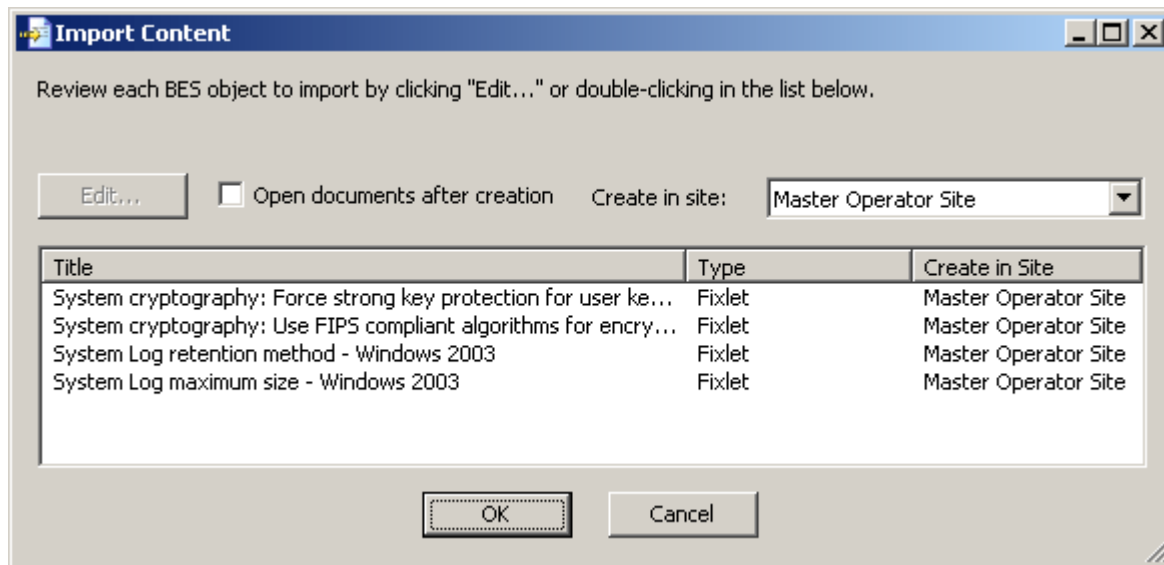 Import Content
Review each BES object to import by clicking "Edit..." or double-clicking in the list below.
Edit... Open documents after creation Create in site: Master Operator Site
Title Type Create in Site
System cryptography: Force strong key protection for user ke... Fixlet Master Operator Site
System cryptography: Use FIPS compliant algorithms for encry... Fixlet Master Operator Site
System Log retention method - Windows 2003 Fixlet Master Operator Site
System Log maximum size - Windows 2003 Fixlet Master Operator Site
OK Cancel